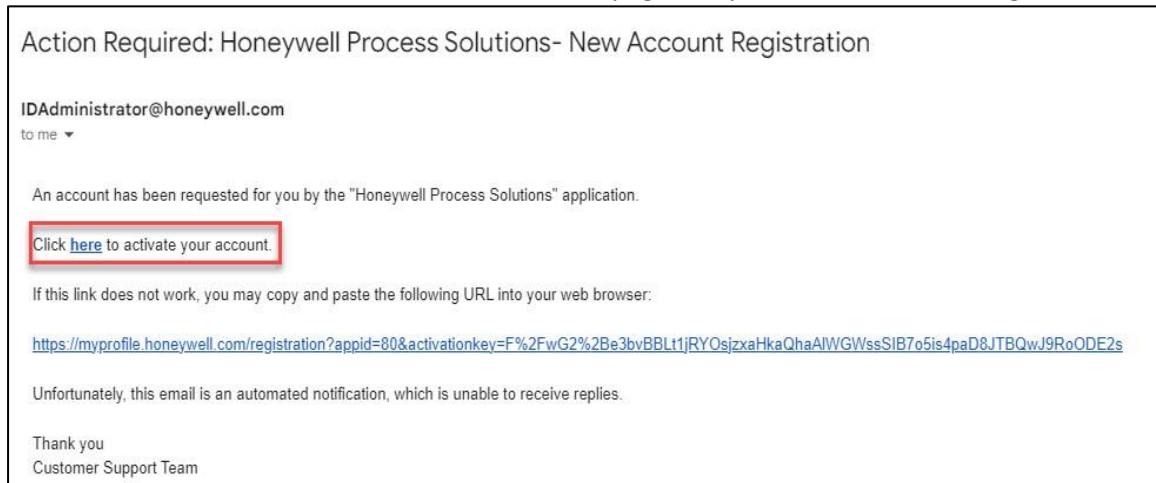 Action Required: Honeywell Process Solutions- New Account Registration
IDAdministrator@honeywell.com
to me
An account has been requested for you by the "Honeywell Process Solutions" application.
Click here to activate your account.
If this link does not work, you may copy and paste the following URL into your web browser:
https://myprofile.honeywell.com/registration?appid=80&activationkey=F%2FwG2%2Be3bvBBLt1jRYOsjzxaHkaQhaAlWGWssSIB7o5is4paD8JTBQwJ9RoODE2s
Unfortunately, this email is an automated notification, which is unable to receive replies.
Thank you
Customer Support Team